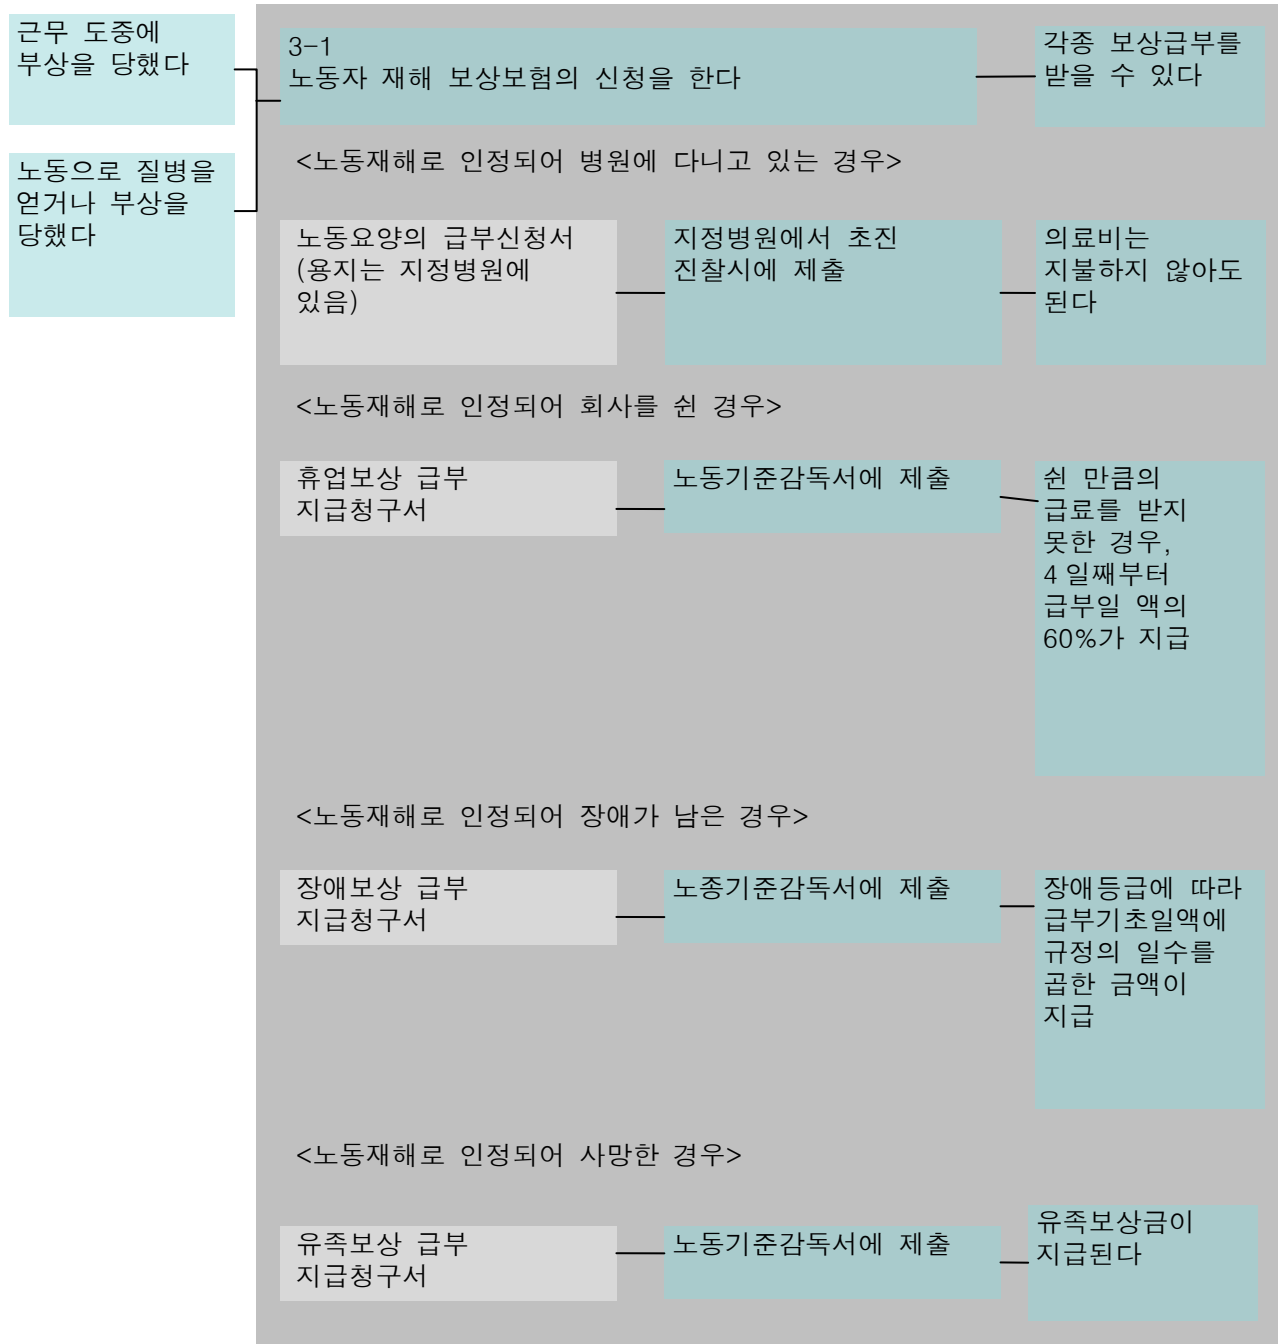 근무 도중에
부상을 당했다
노동으로 질병을
얻거나 부상을
당했다
3-1
노동자 재해 보상보험의 신청을 한다
각종 보상급부를
받을 수 있다
<노동재해로 인정되어 병원에 다니고 있는 경우>
노동요양의 급부신청서
(용지는 지정병원에
있음)
지정병원에서 초진
진찰시에 제출
의료비는
지불하지 않아도
된다
<노동재해로 인정되어 회사를 쉰 경우>
휴업보상 급부
지급청구서
노동기준감독서에 제출
쉰 만큼의
급료를 받지
못한 경우,
4일째부터
급부일 액의
60%가 지급
<노동재해로 인정되어 장애가 남은 경우>
장애보상 급부
지급청구서
노종기준감독서에 제출
장애등급에 따라
급부기초일액에
규정의 일수를
곱한 금액이
지급
<노동재해로 인정되어 사망한 경우>
유족보상 급부
지급청구서
노동기준감독서에 제출
유족보상금이
지급된다